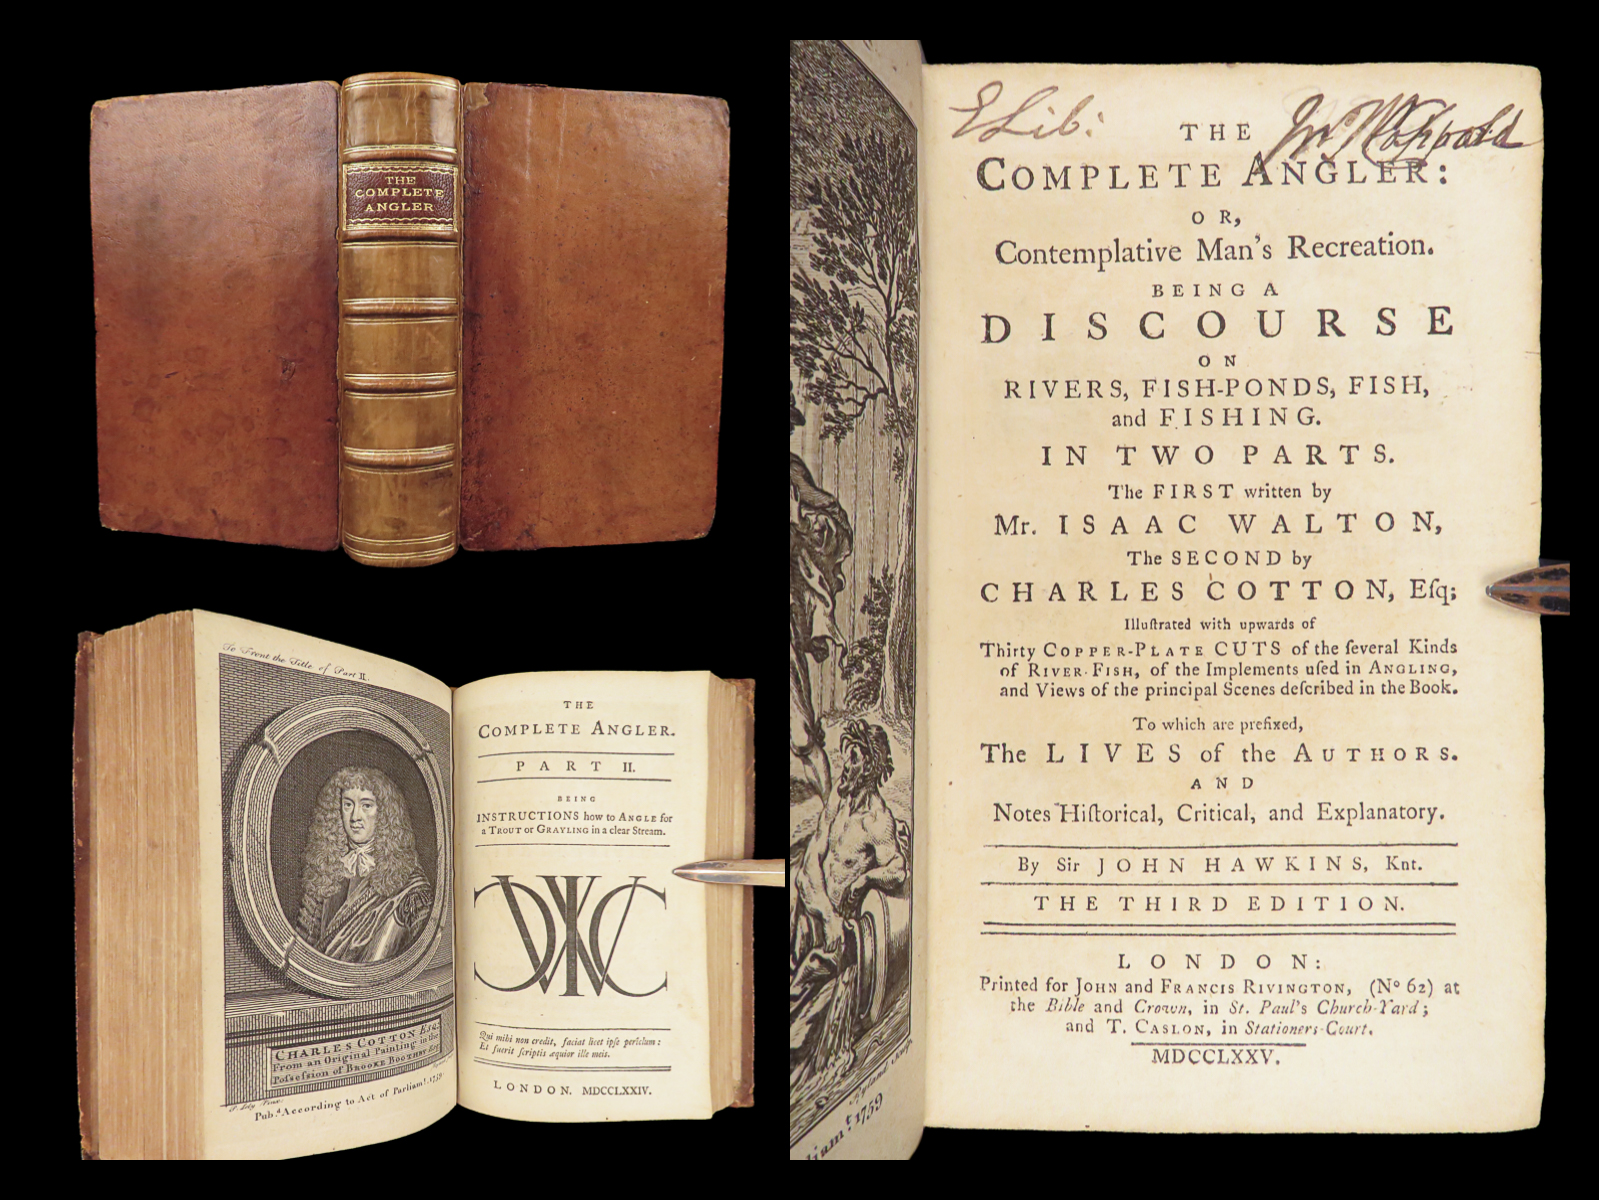 THE
COMPLETE
ANGLER
To Front the Title of Part II.
CHARLES COTTON Esqr.
From an Original Painting in the
Possession of BROOKE BOOTHBY Esq.
P. Lely Pinx.
Pub.d According to Act of Parliamt. 1759.
THE
COMPLETE ANGLER.
PART II.
BEING
INSTRUCTIONS how to ANGLE for
a TROUT or GRAYLING in a clear Stream.
Qui mihi non credit, faciat licet ipſe periclum:
Et fuerit ſcriptis æquior ille meis.
LONDON. MDCCLXXIV.
liamt. 1759
E Lib:
THE
COMPLETE ANGLER:
OR,
Contemplative Man's Recreation.
BEING A
DISCOURSE
ON
RIVERS, FISH-PONDS, FISH,
and FISHING.
IN TWO PARTS.
The FIRST written by
Mr. ISAAC WALTON,
The SECOND by
CHARLES COTTON, Eſq;
Illuſtrated with upwards of
Thirty COPPER-PLATE CUTS of the ſeveral Kinds
of RIVER-FISH, of the Implements uſed in ANGLING,
and Views of the principal Scenes deſcribed in the Book.
To which are prefixed,
The LIVES of the AUTHORS.
AND
Notes Hiſtorical, Critical, and Explanatory.
By Sir JOHN HAWKINS, Knt.
THE THIRD EDITION.
LONDON:
Printed for JOHN and FRANCIS RIVINGTON, (No 62) at
the Bible and Crown, in St. Paul's Church-Yard;
and T. CASLON, in Stationers-Court.
MDCCLXXV.